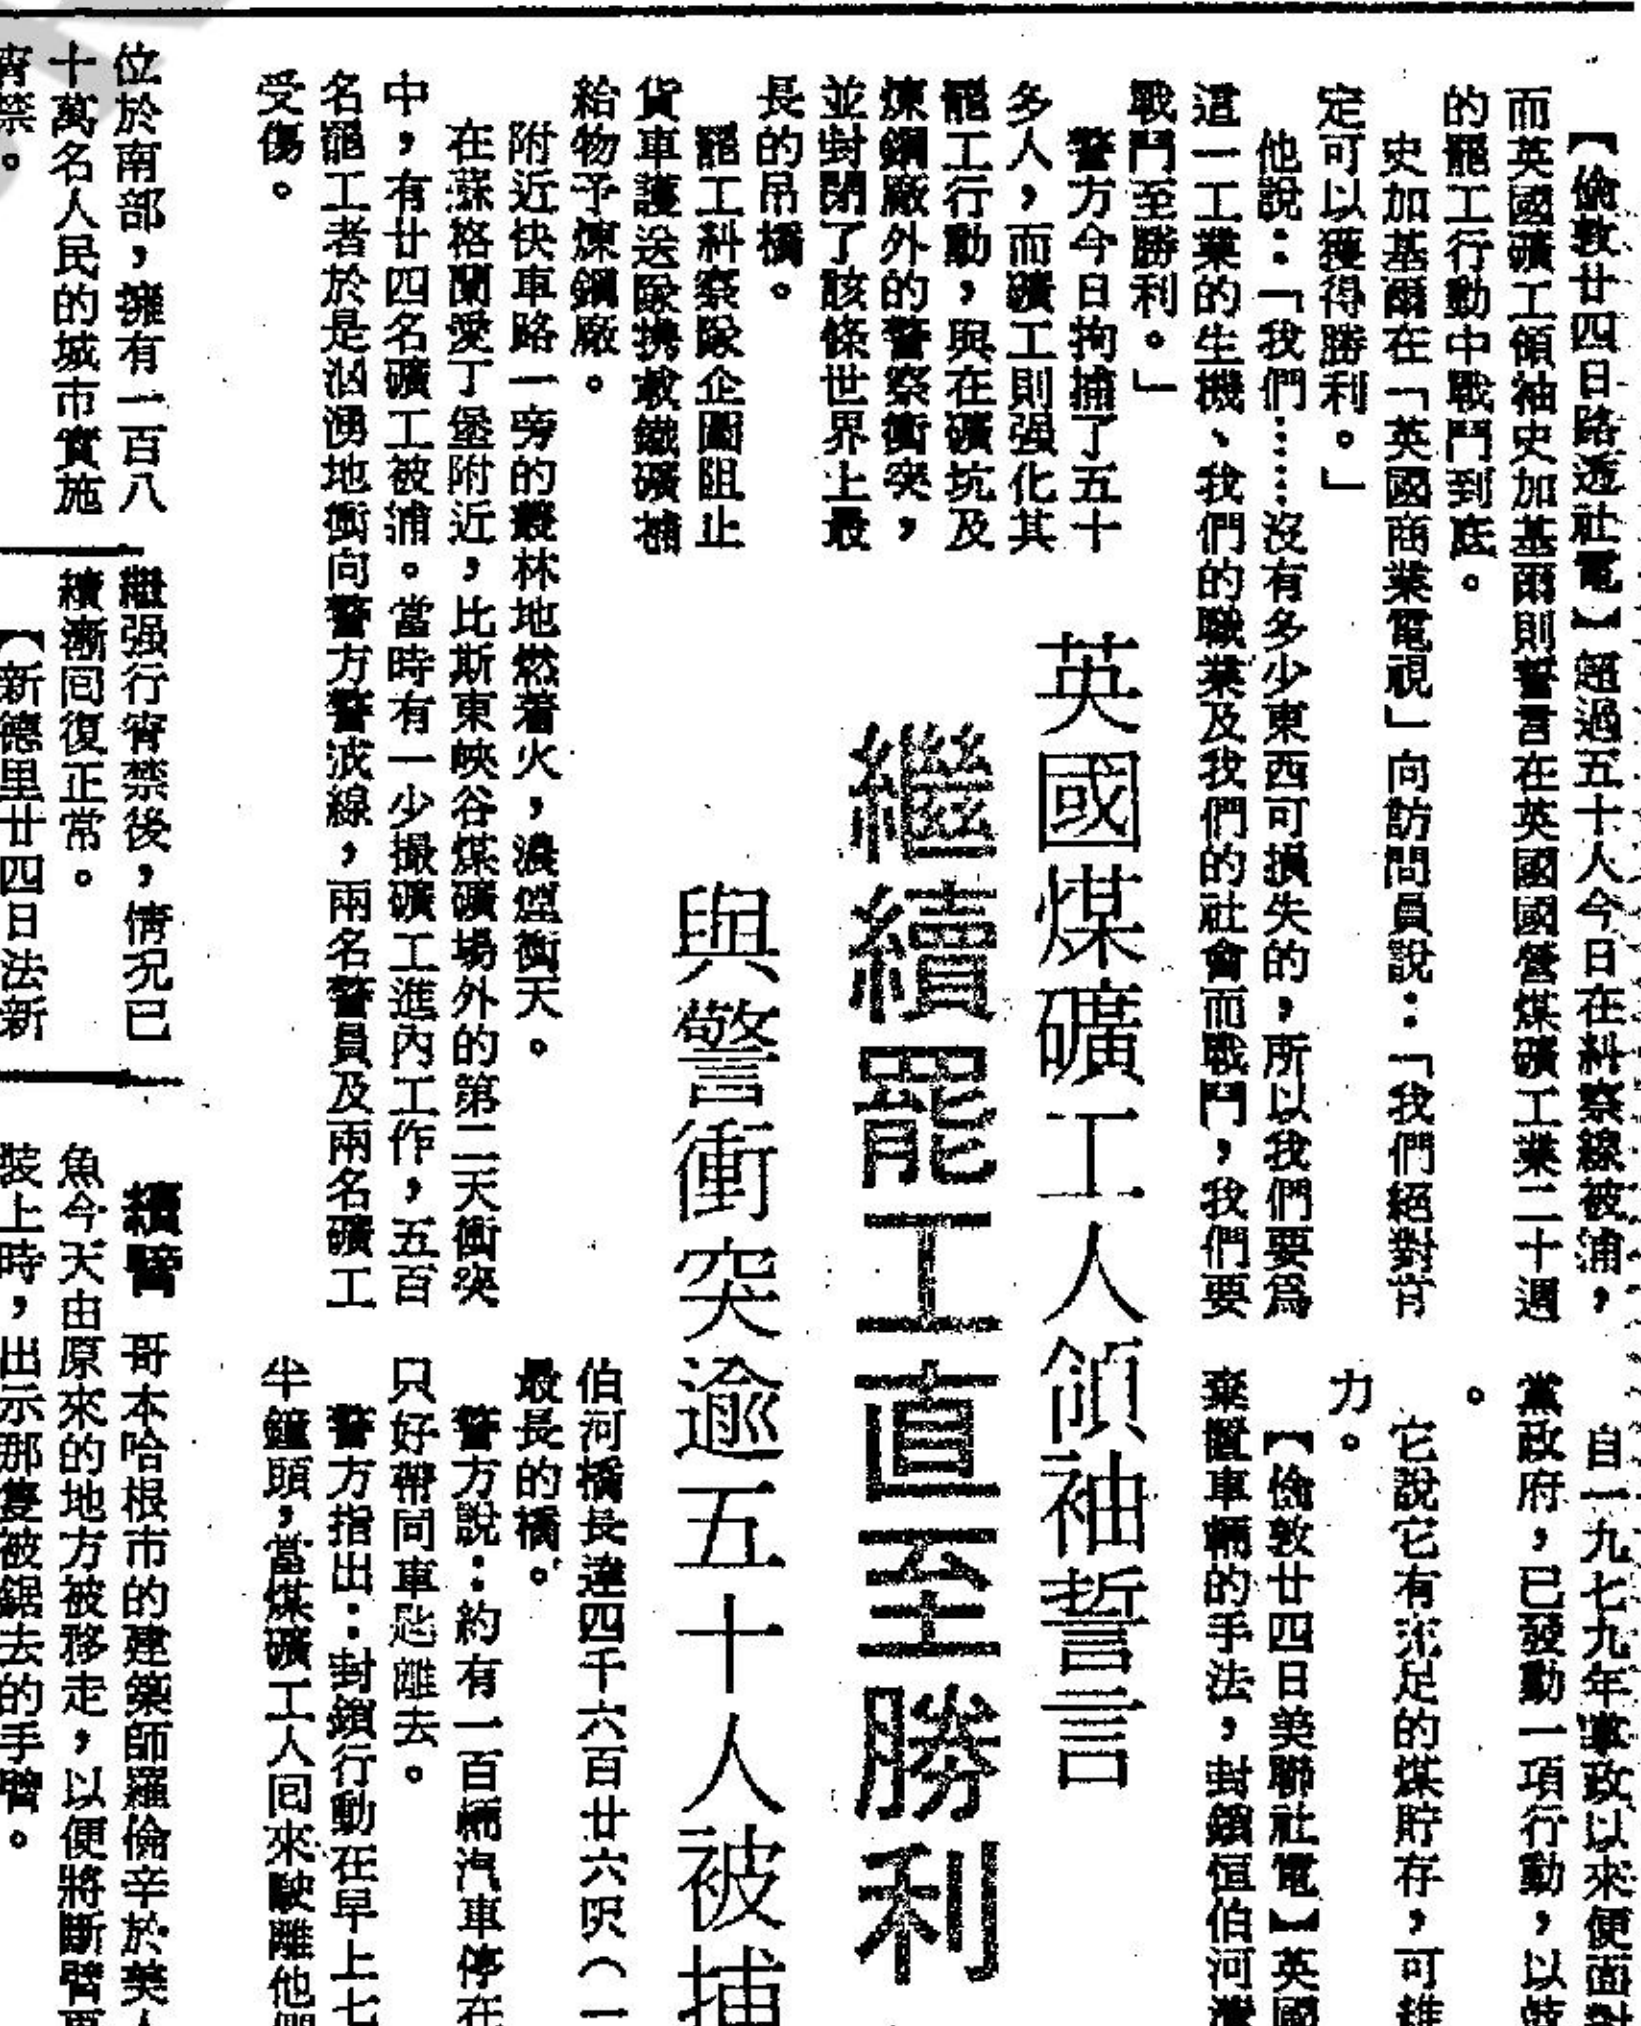 英國煤礦工人領袖誓言
繼續罷工直至勝利
與警衝突逾五十人被捕
【倫敦廿四日路透社電】超過五十人今日在糾察線被浦，
而英國礦工領袖史加基爾則誓言在英國國營煤礦工業二十週
的罷工行動中戰鬥到底。
史加基爾在「英國商業電視」向訪問員說：「我們絕對肯
定可以獲得勝利。」
他說：「我們……沒有多少東西可損失的，所以我們要爲
這一工業的生機、我們的職業及我們的社會而戰鬥，我們要
戰鬥至勝利。」
警方今日拘捕了五十
多人，而礦工則强化其
罷工行動，與在礦坑及
煉鋼廠外的警察衝突，
並封閉了該條世界上最
長的吊橋。
罷工糾察隊企圖阻止
貨車護送隊携載鐵礦補
給物予煉鋼廠。
附近快車路一旁的叢林地燃着火，濃煙衝天。
在蘇格蘭愛丁堡附近，比斯東峽谷煤礦場外的第二天衝突
中，有廿四名礦工被浦。當時有一少撮礦工進內工作，五百
名罷工者於是洶湧地衝向警方警戒線，兩名警員及兩名礦工
受傷。
自一九七九年掌政以來便面對
黨政府，已發動一項行動，以
。
它說它有充足的煤貯存，可維
力。
【倫敦廿四日美聯社電】英國
棄置車輛的手法，封鎖恒伯河
伯河橋長達四千六百廿六呎（一
最長的橋。
警方說：約有一百輛汽車停在
只好帶同車匙離去。
警方指出：封鎖行動在早上七
半鐘頭，當煤礦工人回來駛離他們
位於南部，擁有一百八
十萬名人民的城市實施
宵禁。
繼强行宵禁後，情况已
續漸囘復正常。
【新德里廿四日法新
續臂
哥本哈根市的建築師羅倫辛於美人
魚今天由原來的地方被移走，以便將斷臂再
裝上時，出示那隻被鋸去的手臂。